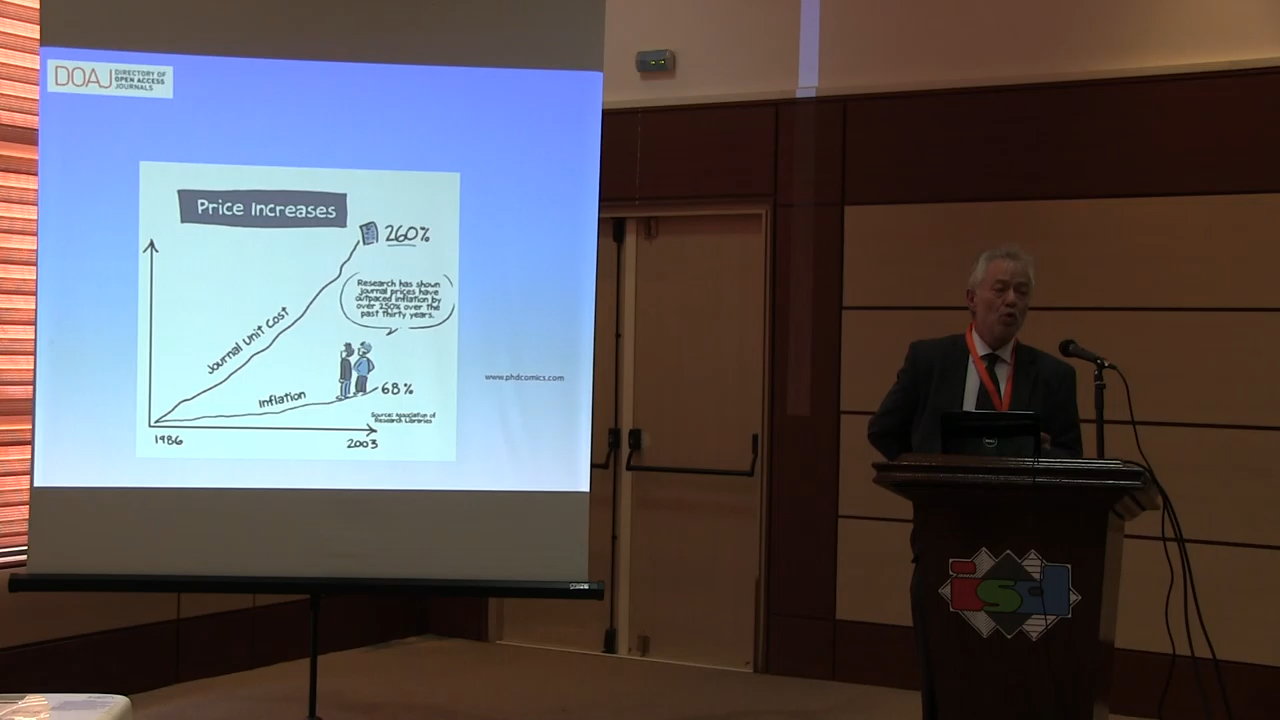 DOAJ
DIRECTORY OF
OPEN ACCESS
JOURNALS
Price Increases
260%
Research has shown
journal prices have
outpaced inflation by
over 250% over the
past thirty years.
Journal Unit Cost
www.phdcomics.com
68%
Inflation
Source: Association of
Research Libraries
1986
2003
DELL
isc